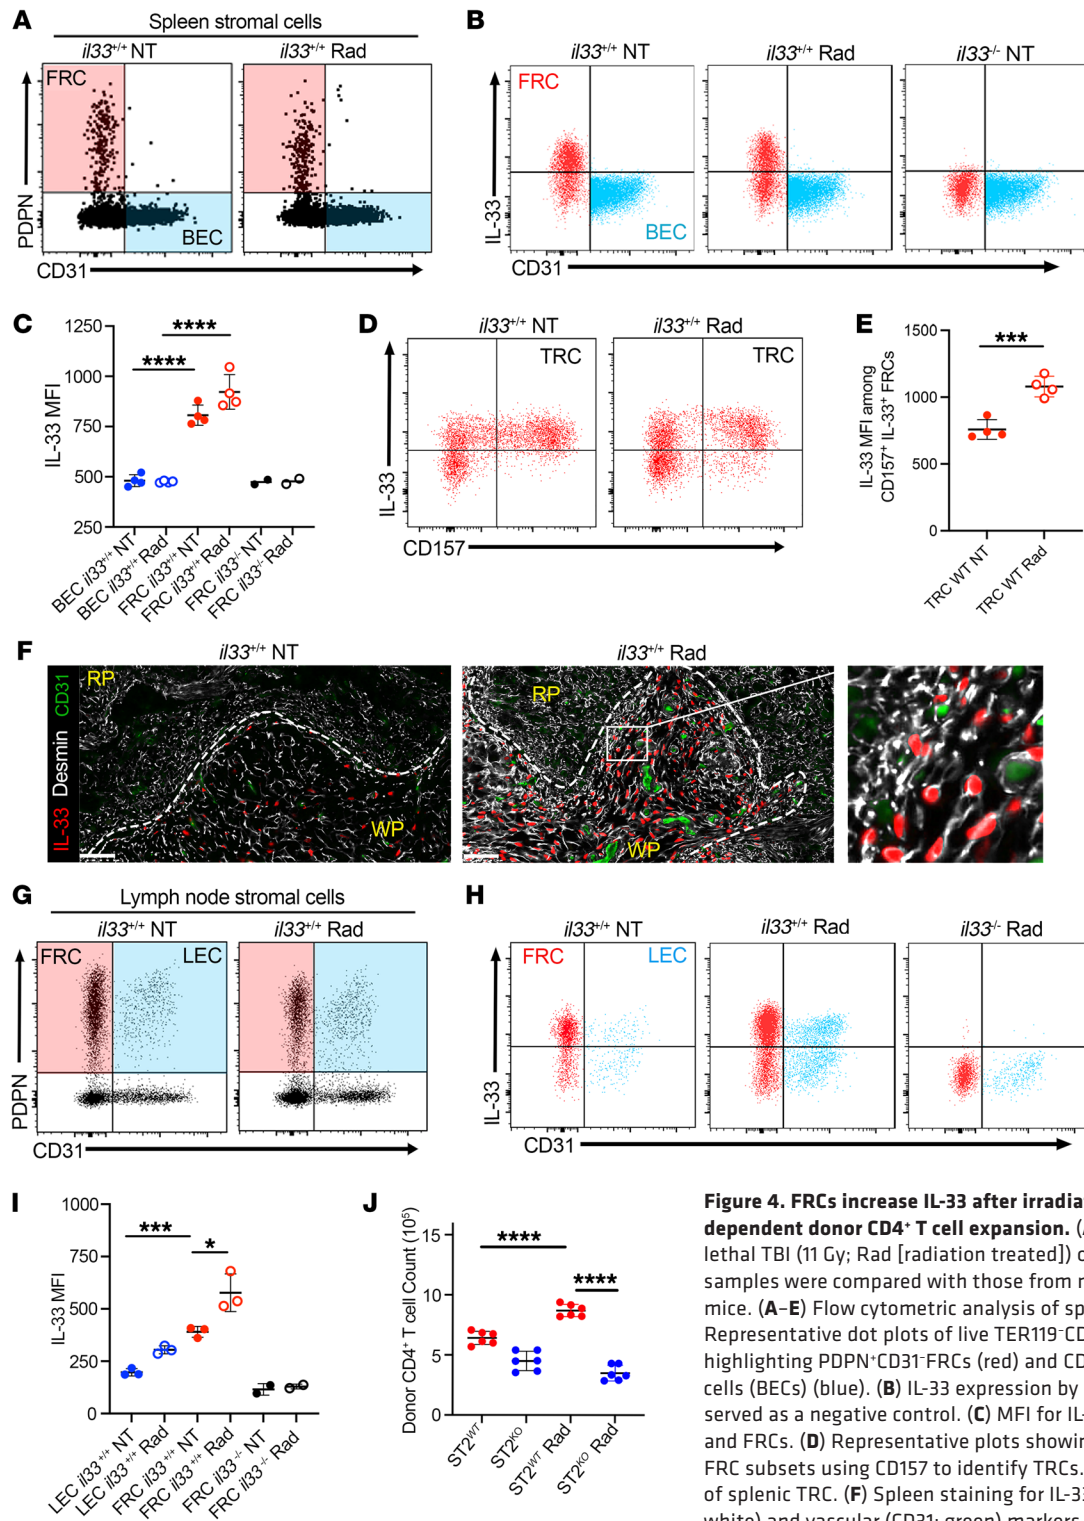 A
Spleen stromal cells
il33+/+ NT
il33+/+ Rad
FRC
BEC
PDPN
CD31
B
il33+/+ NT
il33+/+ Rad
il33-/- NT
FRC
BEC
IL-33
CD31
C
1250
1000
750
500
250
IL-33 MFI
****
****
BEC il33+/+ NT
BEC il33+/+ Rad
FRC il33+/+ NT
FRC il33+/+ Rad
FRC il33-/- NT
FRC il33-/- Rad
D
il33+/+ NT
il33+/+ Rad
TRC
TRC
IL-33
CD157
E
1500
1000
500
0
IL-33 MFI among
CD157+ IL-33+ FRCs
***
TRC WT NT
TRC WT Rad
F
il33+/+ NT
il33+/+ Rad
IL-33 Desmin CD31
RP
WP
RP
WP
G
Lymph node stromal cells
il33+/+ NT
il33+/+ Rad
FRC
LEC
PDPN
CD31
H
il33+/+ NT
il33+/+ Rad
il33-/- Rad
FRC
LEC
IL-33
CD31
I
1000
750
500
250
0
IL-33 MFI
***
*
LEC il33+/+ NT
LEC il33+/+ Rad
FRC il33+/+ NT
FRC il33+/+ Rad
FRC il33-/- NT
FRC il33-/- Rad
J
15
10
5
0
Donor CD4+ T cell Count (10⁵)
****
****
ST2WT
ST2KO
ST2WT Rad
ST2KO Rad
Figure 4. FRCs increase IL-33 after irradia
dependent donor CD4+ T cell expansion. (
lethal TBI (11 Gy; Rad [radiation treated])
samples were compared with those from
mice. (A–E) Flow cytometric analysis of sp
Representative dot plots of live TER119-CD
highlighting PDPN+CD31-FRCs (red) and CD
cells (BECs) (blue). (B) IL-33 expression by
served as a negative control. (C) MFI for IL-
and FRCs. (D) Representative plots showin
FRC subsets using CD157 to identify TRCs.
of splenic TRC. (F) Spleen staining for IL-33
white) and vascular (CD31; green) markers